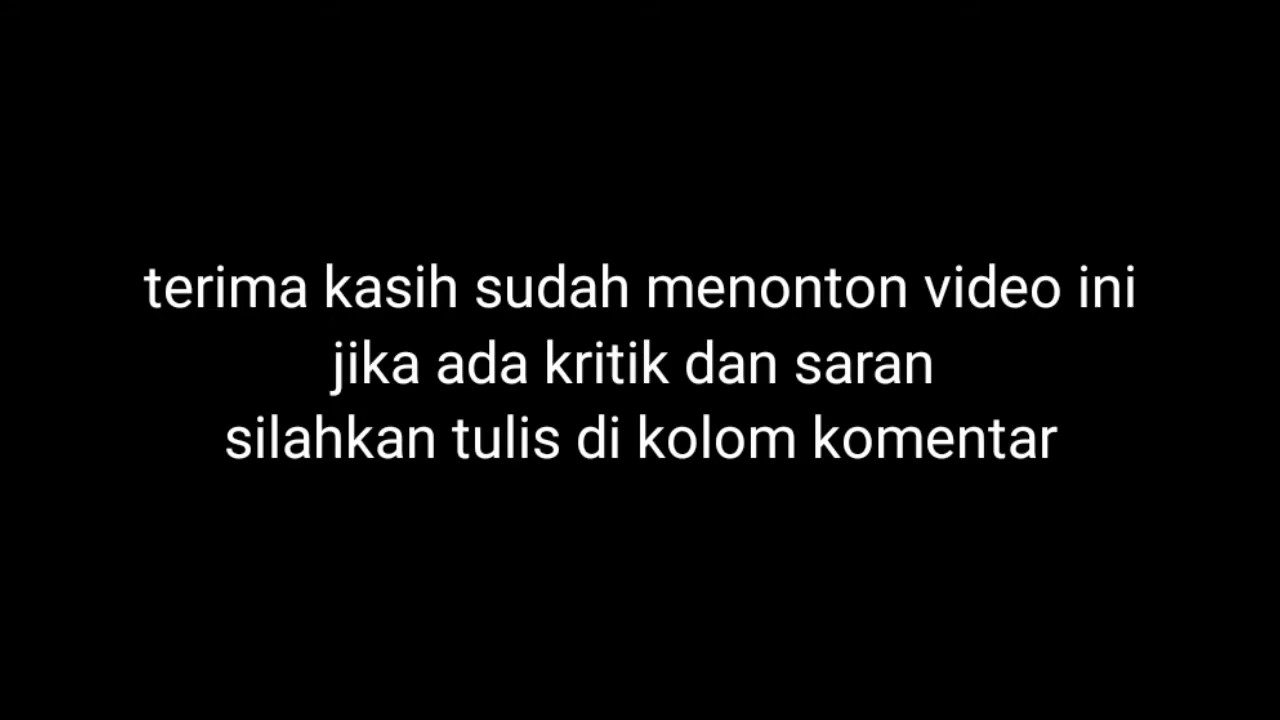 terima kasih sudah menonton video ini
jika ada kritik dan saran
silahkan tulis di kolom komentar